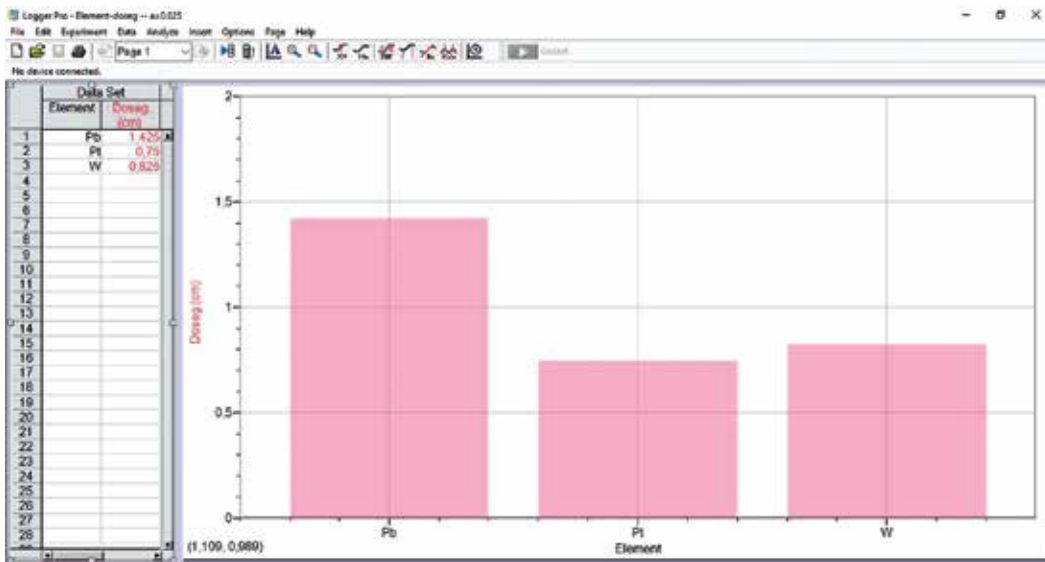 Logger Pro - Element-doseg -- a≤0.025
File Edit Experiment Data Analyze Insert Options Page Help
Page 1
No device connected.
Data Set
Element Doseg
(cm)
1 Pb 1.425
2 Pt 0,75
3 W 0.825
4
5
6
7
8
9
10
11
12
13
14
15
16
17
18
19
20
21
22
23
24
25
26
27
28
2
1,5
1
0,5
0
Doseg (cm)
Pb Pt W
(1,109, 0,989)
Element